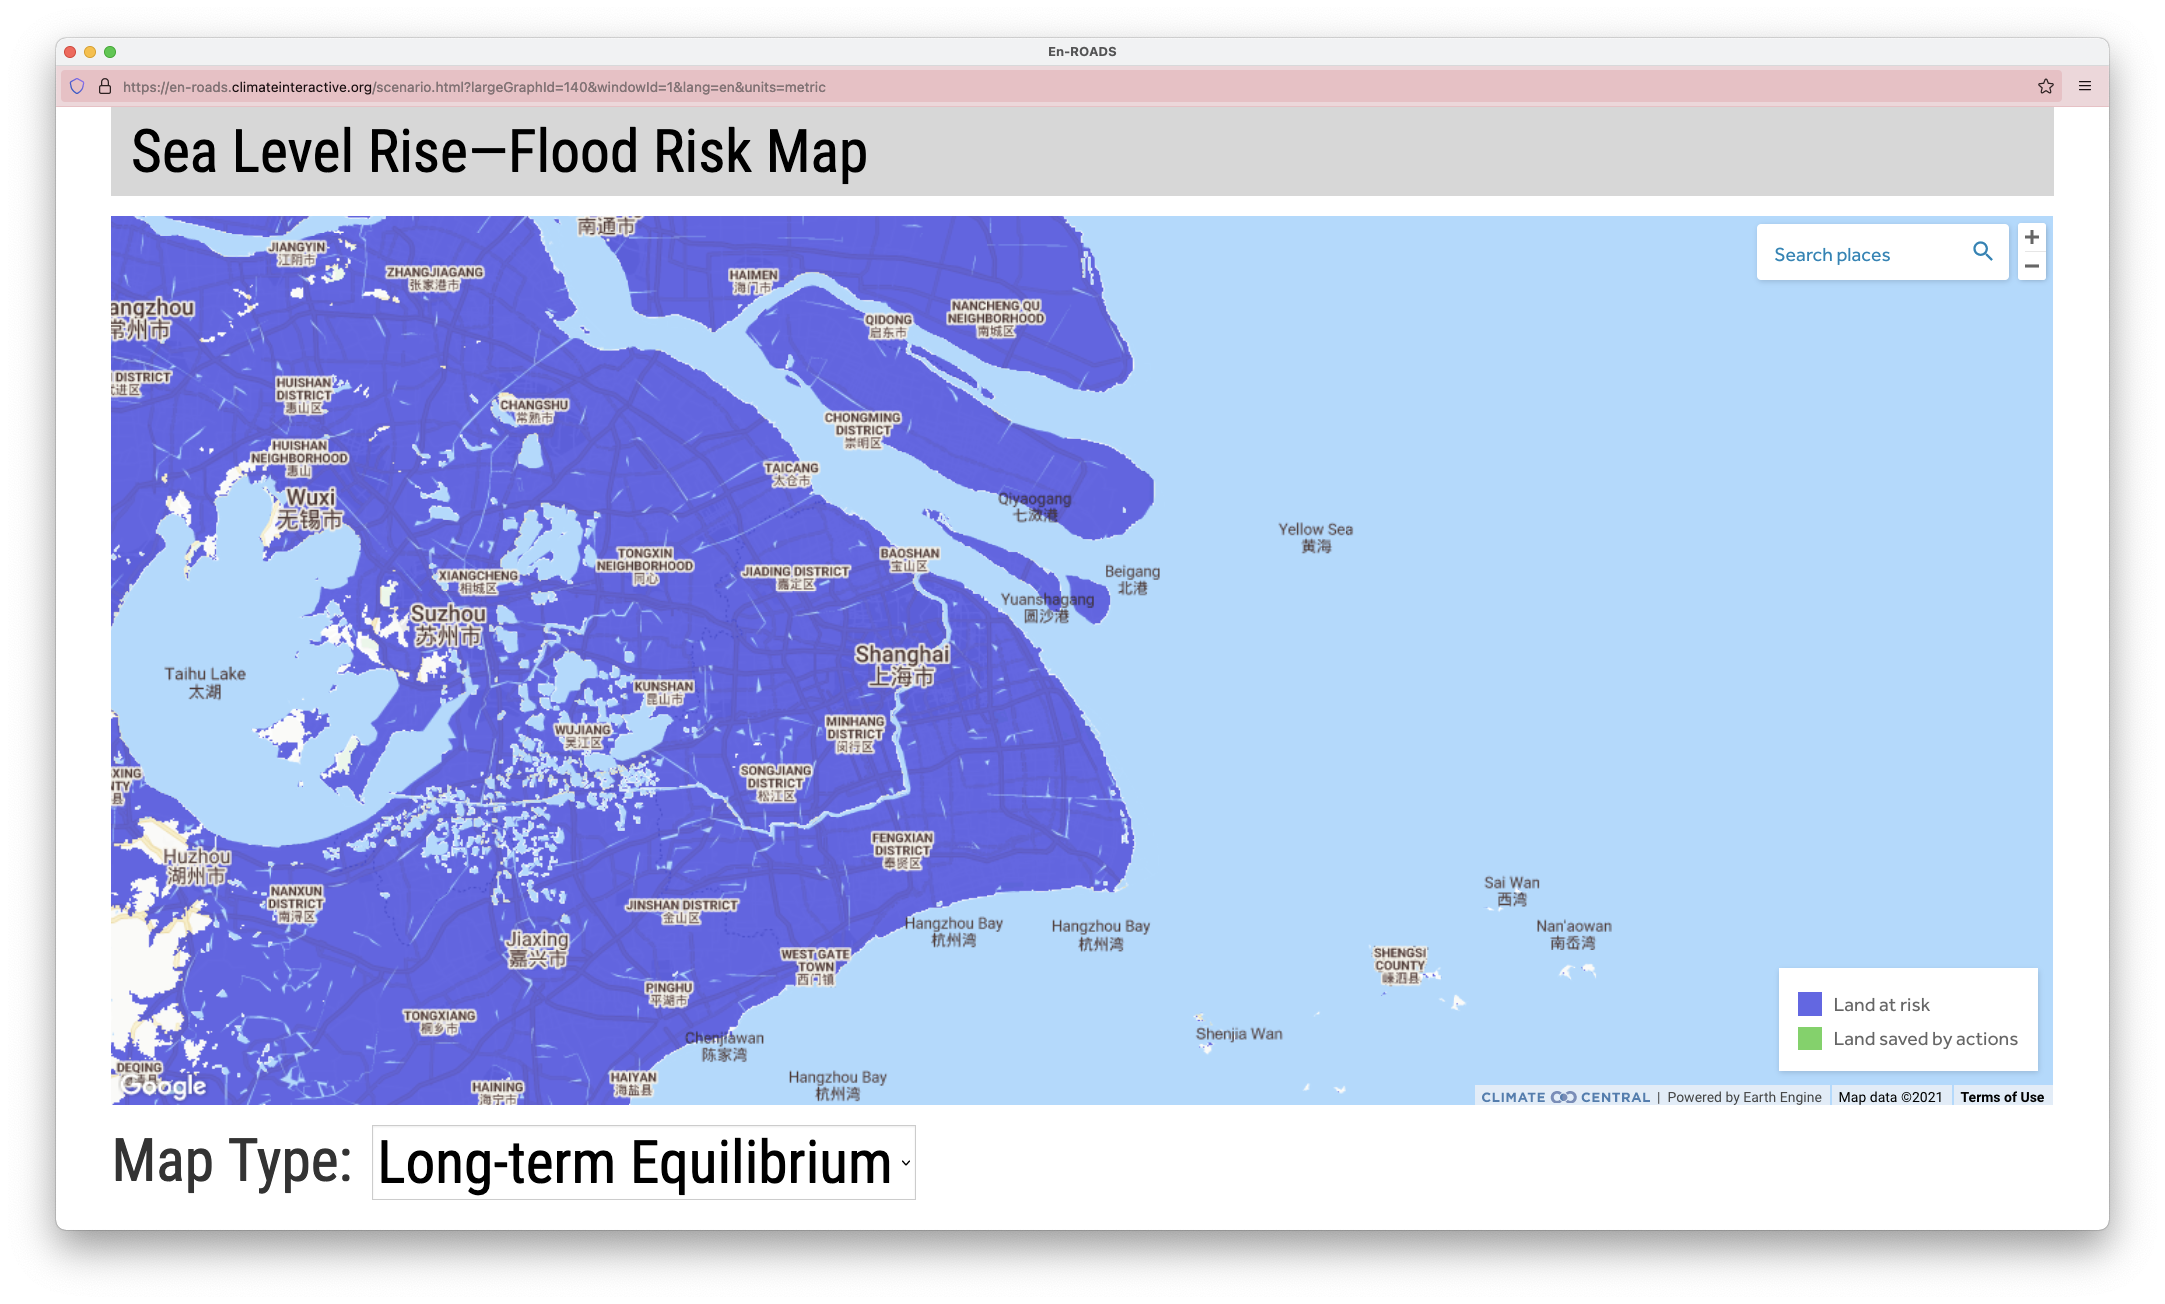 En-ROADS
https://en-roads.climateinteractive.org/scenario.html?largeGraphId=140&windowId=1&lang=en&units=metric
Sea Level Rise—Flood Risk Map
Search places
+
−
南通市
JIANGYIN
江阴市
ZHANGJIAGANG
张家港市
HAIMEN
海门市
angzhou
常州市
QIDONG
启东市
NANCHENG QU
NEIGHBORHOOD
南城区
DISTRICT
进区
HUISHAN
DISTRICT
惠山区
CHANGSHU
常熟市
CHONGMING
DISTRICT
崇明区
HUISHAN
NEIGHBORHOOD
惠山
TAICANG
太仓市
Wuxi
无锡市
Qiyaogang
七滧港
Yellow Sea
黄海
TONGXIN
NEIGHBORHOOD
同心
BAOSHAN
宝山区
XIANGCHENG
相城区
JIADING DISTRICT
嘉定区
Beigang
北港
Suzhou
苏州市
Yuanshagang
圆沙港
Shanghai
上海市
Taihu Lake
太湖
KUNSHAN
昆山市
WUJIANG
吴江区
MINHANG
DISTRICT
闵行区
XING
TY
县
SONGJIANG
DISTRICT
松江区
Huzhou
湖州市
FENGXIAN
DISTRICT
奉贤区
NANXUN
DISTRICT
南浔区
JINSHAN DISTRICT
金山区
Sai Wan
西湾
Jiaxing
嘉兴市
Hangzhou Bay
杭州湾
Hangzhou Bay
杭州湾
Nan'aowan
南岙湾
WEST GATE
TOWN
西门镇
SHENGSI
COUNTY
嵊泗县
PINGHU
平湖市
TONGXIANG
桐乡市
Chenjiawan
陈家湾
Shenjia Wan
Land at risk
Land saved by actions
DEQING
Google
HAINING
海宁市
HAIYAN
海盐县
Hangzhou Bay
杭州湾
CLIMATE CENTRAL | Powered by Earth Engine Map data ©2021 Terms of Use
Map Type: Long-term Equilibrium